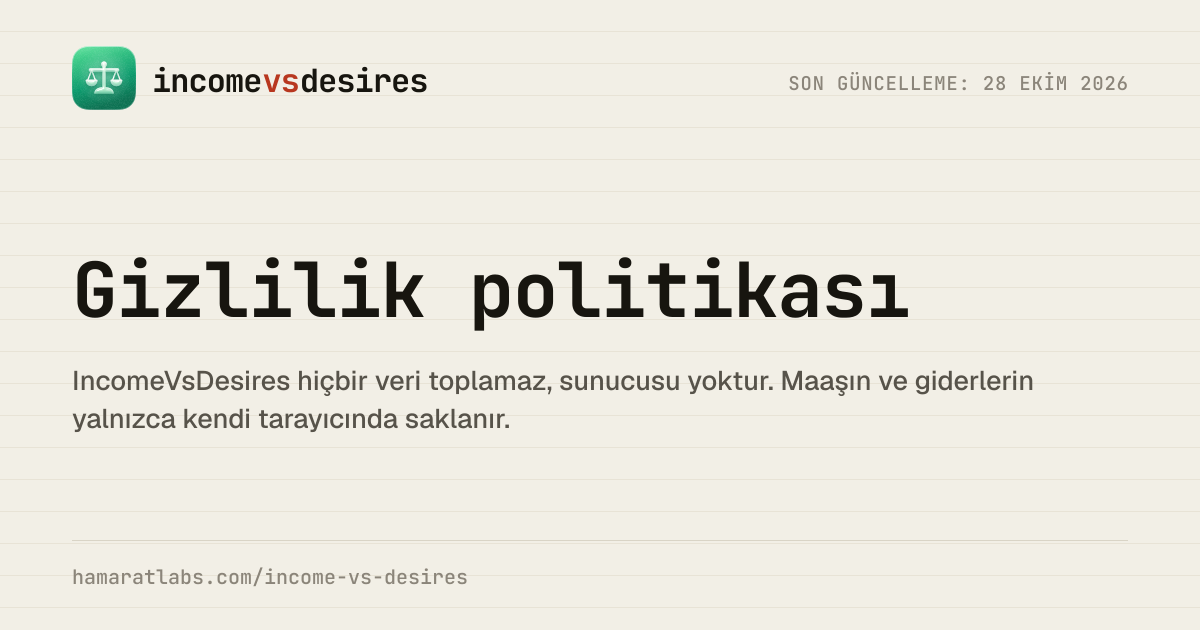 incomevsdesires
SON GÜNCELLEME: 28 EKİM 2026
Gizlilik politikası
IncomeVsDesires hiçbir veri toplamaz, sunucusu yoktur. Maaşın ve giderlerin
yalnızca kendi tarayıcında saklanır.
hamaratlabs.com/income-vs-desires